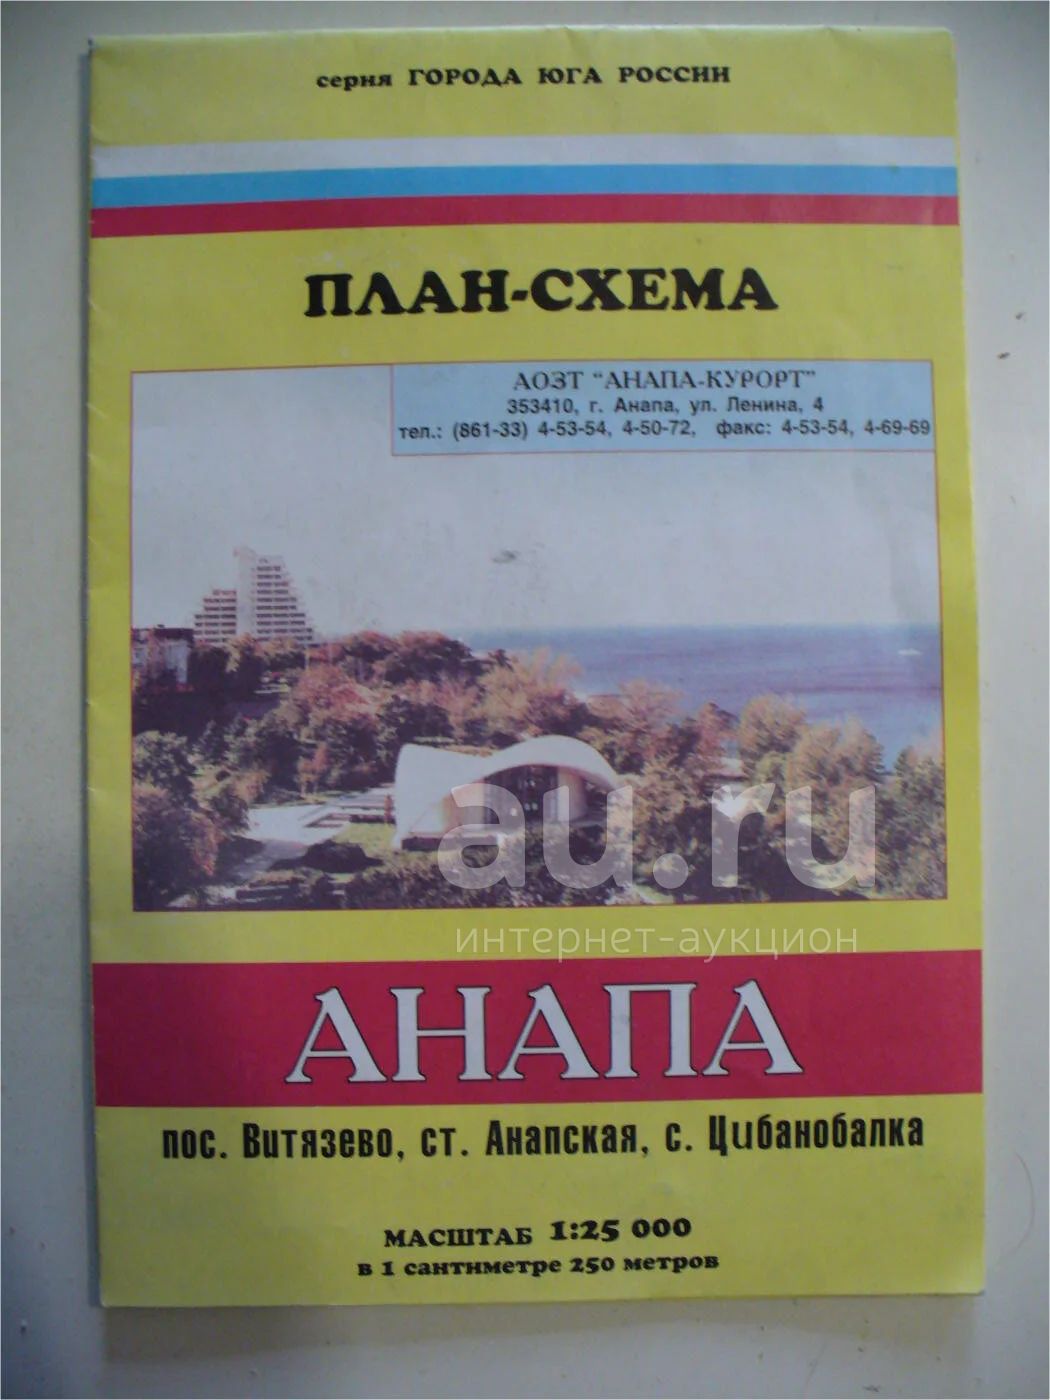 серия ГОРОДА ЮГА РОССИИ
ПЛАН-СХЕМА
АОЗТ "АНАПА-КУРОРТ"
353410, г. Анапа, ул. Ленина, 4
тел.: (861-33) 4-53-54, 4-50-72, факс: 4-53-54, 4-69-69
au.ru
интернет-аукцион
АНАПА
пос. Витязево, ст. Анапская, с. Цибанобалка
МАСШТАБ 1:25 000
в 1 сантиметре 250 метров